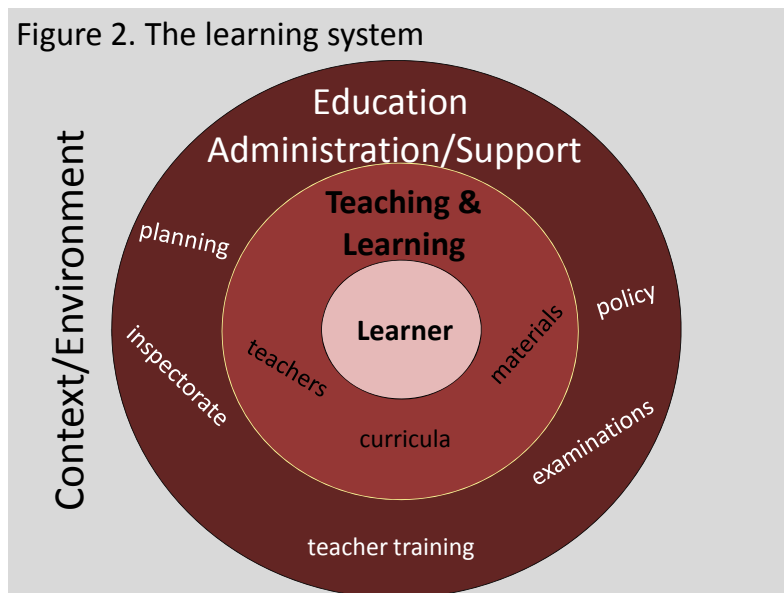 Figure 2. The learning system
Context/Environment
Education
Administration/Support
Teaching &
Learning
Learner
planning
inspectorate
teacher training
examinations
policy
teachers
curricula
materials